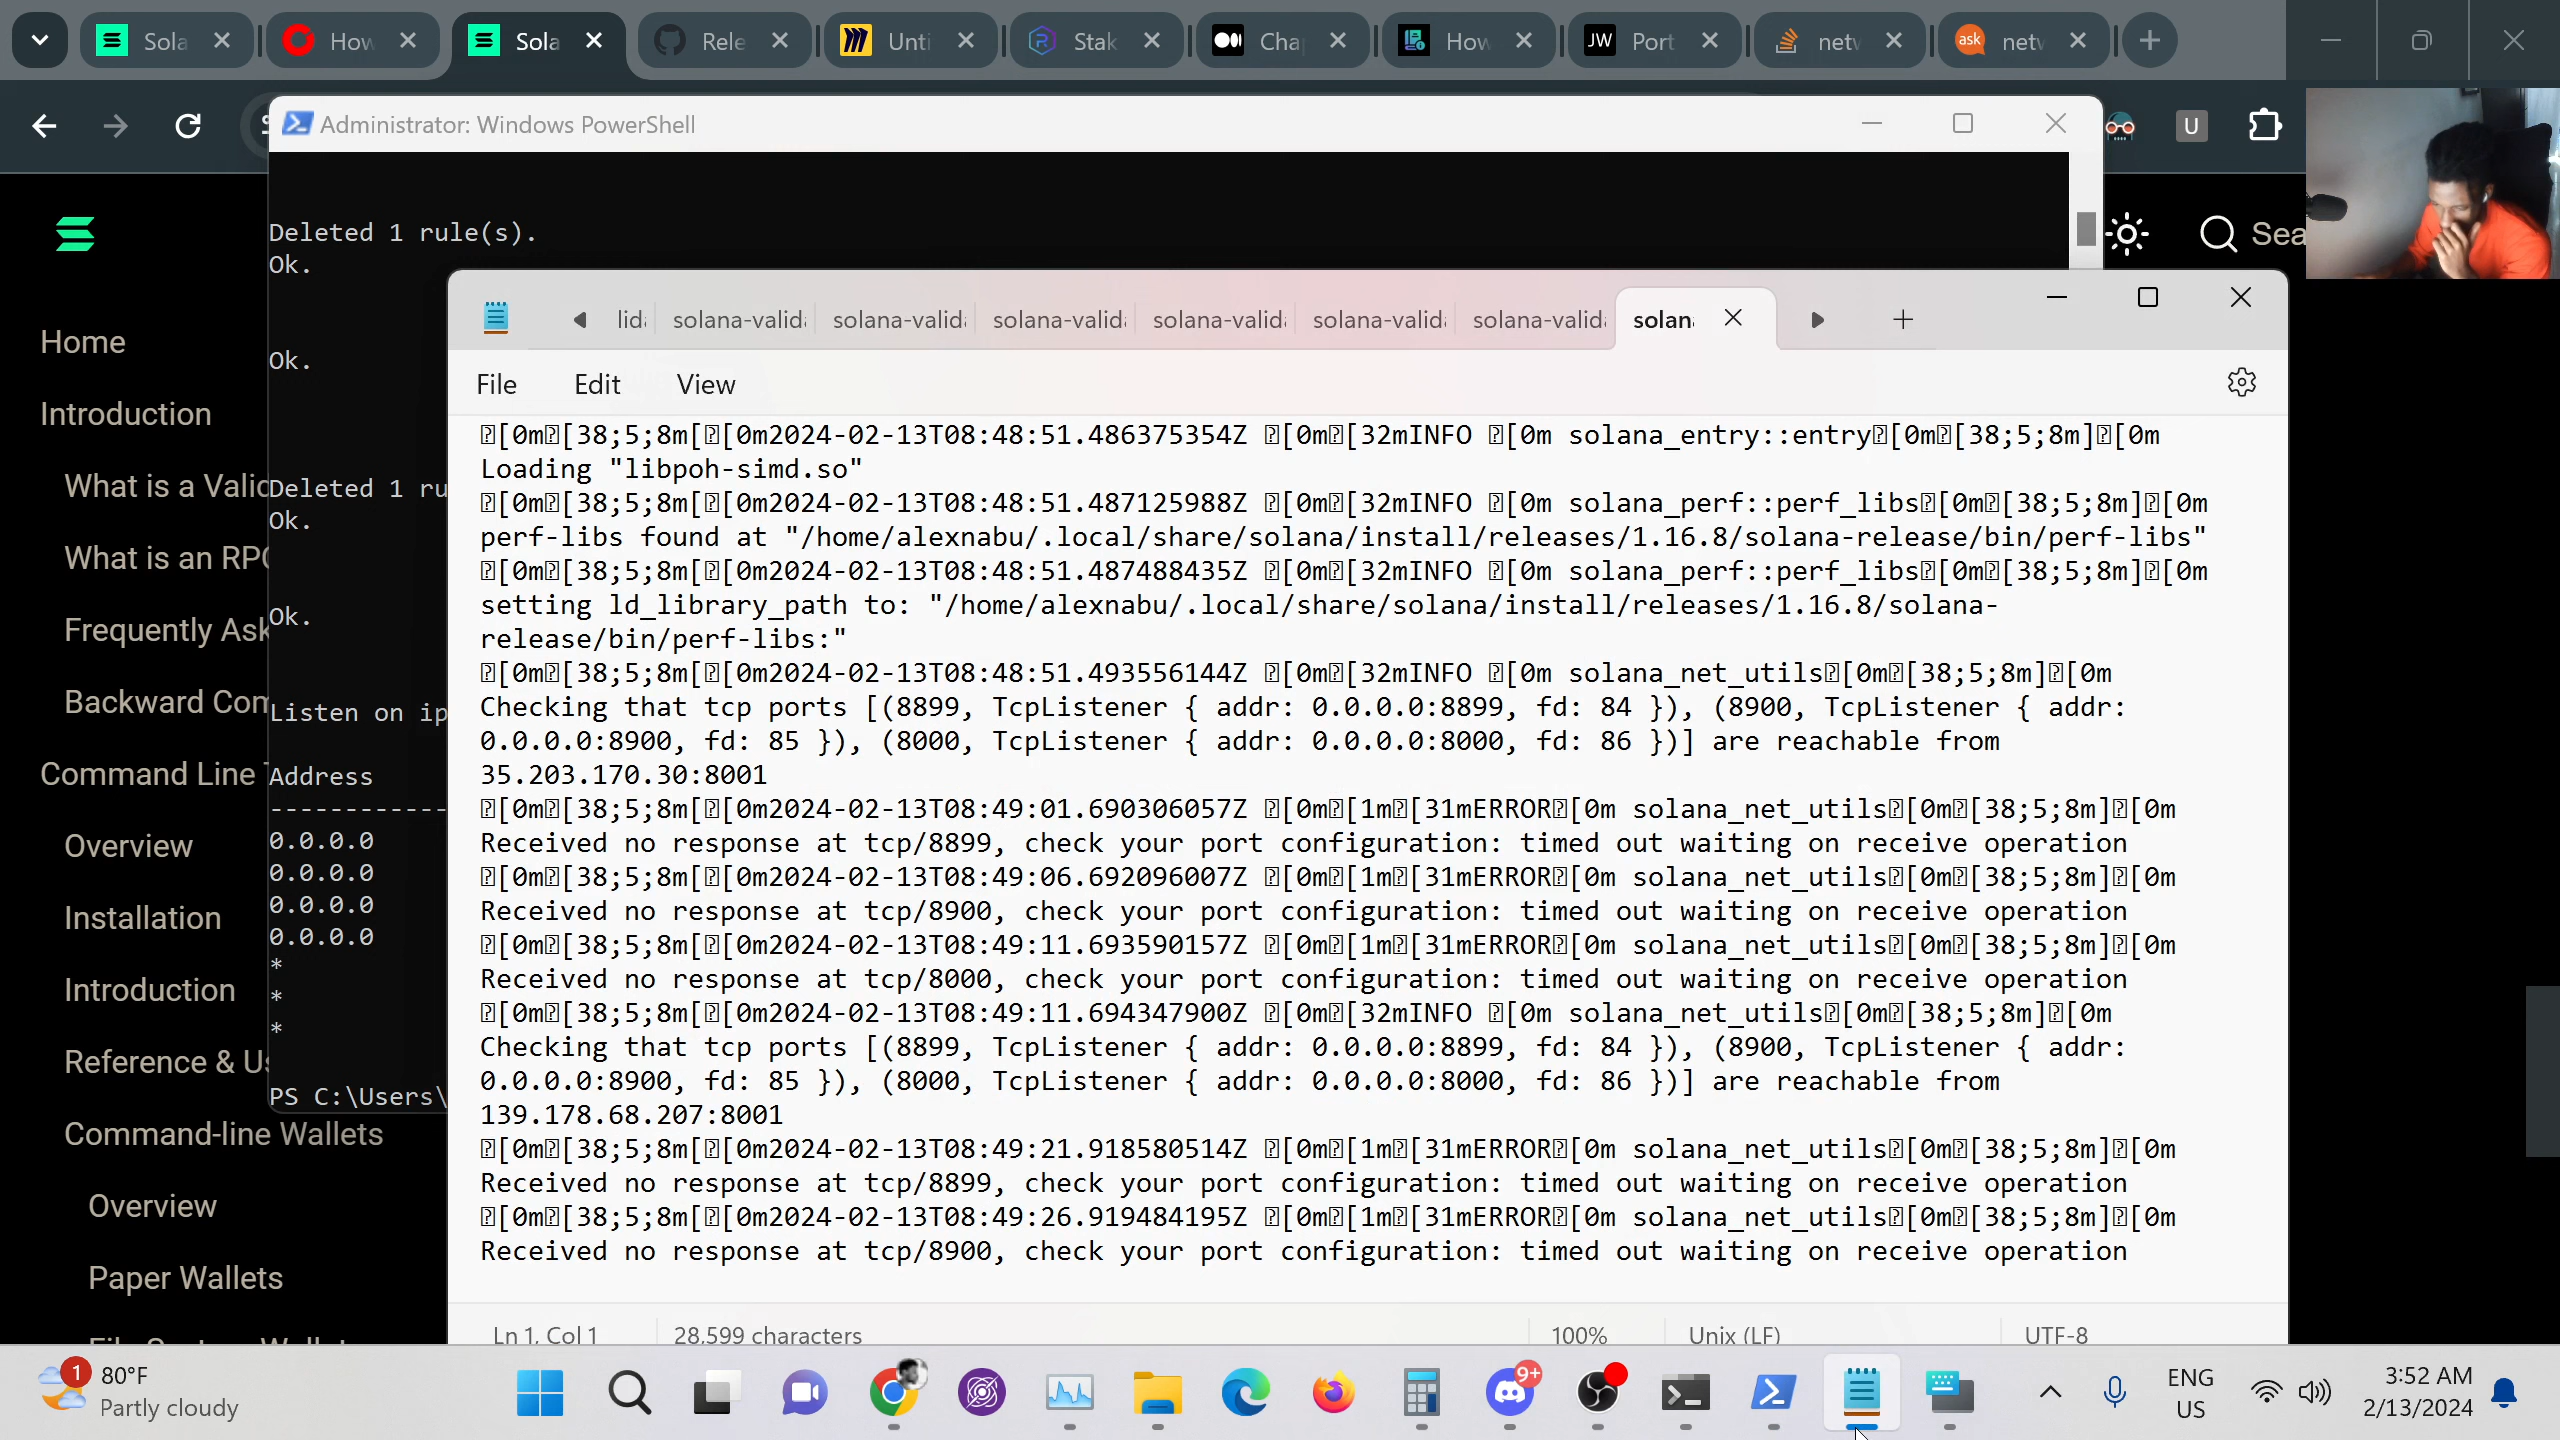 Sola
How
Sola
Rele
Unti
Stak
Cha
How
JW
Port
netw
ask
netw
Administrator: Windows PowerShell
U
Deleted 1 rule(s).
Ok.
Sea
Ok.
lida
solana-valida
solana-valida
solana-valida
solana-valida
solana-valida
solana-valida
solan
Home
File
Edit
View
Introduction
What is a Valid
Deleted 1 ru
Ok.
What is an RPC
Ok.
Frequently Ask
Backward Com
Listen on ip
Command Line T
Address
------------
Overview
0.0.0.0
0.0.0.0
Installation
0.0.0.0
0.0.0.0
*
Introduction
*
*
Reference & Us
PS C:\Users\
Command-line Wallets
Overview
Paper Wallets
[0m[38;5;8m[[0m2024-02-13T08:48:51.486375354Z [0m[32mINFO [0m solana_entry::entry[0m[38;5;8m][0m
Loading "libpoh-simd.so"
[0m[38;5;8m[[0m2024-02-13T08:48:51.487125988Z [0m[32mINFO [0m solana_perf::perf_libs[0m[38;5;8m][0m
perf-libs found at "/home/alexnabu/.local/share/solana/install/releases/1.16.8/solana-release/bin/perf-libs"
[0m[38;5;8m[[0m2024-02-13T08:48:51.487488435Z [0m[32mINFO [0m solana_perf::perf_libs[0m[38;5;8m][0m
setting ld_library_path to: "/home/alexnabu/.local/share/solana/install/releases/1.16.8/solana-
release/bin/perf-libs:"
[0m[38;5;8m[[0m2024-02-13T08:48:51.493556144Z [0m[32mINFO [0m solana_net_utils[0m[38;5;8m][0m
Checking that tcp ports [(8899, TcpListener { addr: 0.0.0.0:8899, fd: 84 }), (8900, TcpListener { addr:
0.0.0.0:8900, fd: 85 }), (8000, TcpListener { addr: 0.0.0.0:8000, fd: 86 })] are reachable from
35.203.170.30:8001
[0m[38;5;8m[[0m2024-02-13T08:49:01.690306057Z [0m[1m[31mERROR[0m solana_net_utils[0m[38;5;8m][0m
Received no response at tcp/8899, check your port configuration: timed out waiting on receive operation
[0m[38;5;8m[[0m2024-02-13T08:49:06.692096007Z [0m[1m[31mERROR[0m solana_net_utils[0m[38;5;8m][0m
Received no response at tcp/8900, check your port configuration: timed out waiting on receive operation
[0m[38;5;8m[[0m2024-02-13T08:49:11.693590157Z [0m[1m[31mERROR[0m solana_net_utils[0m[38;5;8m][0m
Received no response at tcp/8000, check your port configuration: timed out waiting on receive operation
[0m[38;5;8m[[0m2024-02-13T08:49:11.694347900Z [0m[32mINFO [0m solana_net_utils[0m[38;5;8m][0m
Checking that tcp ports [(8899, TcpListener { addr: 0.0.0.0:8899, fd: 84 }), (8900, TcpListener { addr:
0.0.0.0:8900, fd: 85 }), (8000, TcpListener { addr: 0.0.0.0:8000, fd: 86 })] are reachable from
139.178.68.207:8001
[0m[38;5;8m[[0m2024-02-13T08:49:21.918580514Z [0m[1m[31mERROR[0m solana_net_utils[0m[38;5;8m][0m
Received no response at tcp/8899, check your port configuration: timed out waiting on receive operation
[0m[38;5;8m[[0m2024-02-13T08:49:26.919484195Z [0m[1m[31mERROR[0m solana_net_utils[0m[38;5;8m][0m
Received no response at tcp/8900, check your port configuration: timed out waiting on receive operation
Ln 1, Col 1
28,599 characters
100%
Unix (LF)
UTF-8
1
80°F
Partly cloudy
9+
ENG
US
3:52 AM
2/13/2024